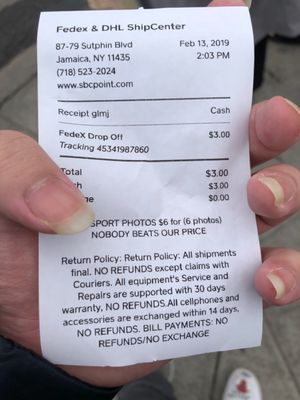 Fedex & DHL ShipCenter
87-79 Sutphin Blvd Feb 13, 2019
Jamaica, NY 11435 2:03 PM
(718) 523-2024
www.sbcpoint.com
Receipt glmj Cash
FedeX Drop Off $3.00
Tracking 45341987860
Total $3.00
$3.00
$0.00
SPORT PHOTOS $6 for (6 photos)
NOBODY BEATS OUR PRICE
Return Policy: Return Policy: All shipments
final. NO REFUNDS except claims with
Couriers. All equipment's Service and
Repairs are supported with 30 days
warranty, NO REFUNDS.All cellphones and
accessories are exchanged within 14 days,
NO REFUNDS. BILL PAYMENTS: NO
REFUNDS/NO EXCHANGE